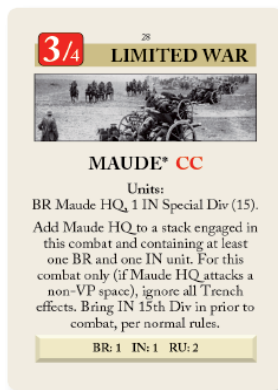 28
3/4 LIMITED WAR
MAUDE* CC
Units:
BR Maude HQ, 1 IN Special Div (15).
Add Maude HQ to a stack engaged in
this combat and containing at least
one BR and one IN unit. For this
combat only (if Maude HQ attacks a
non-VP space), ignore all Trench
effects. Bring IN 15th Div in prior to
combat, per normal rules.
BR: 1 IN: 1 RU: 2